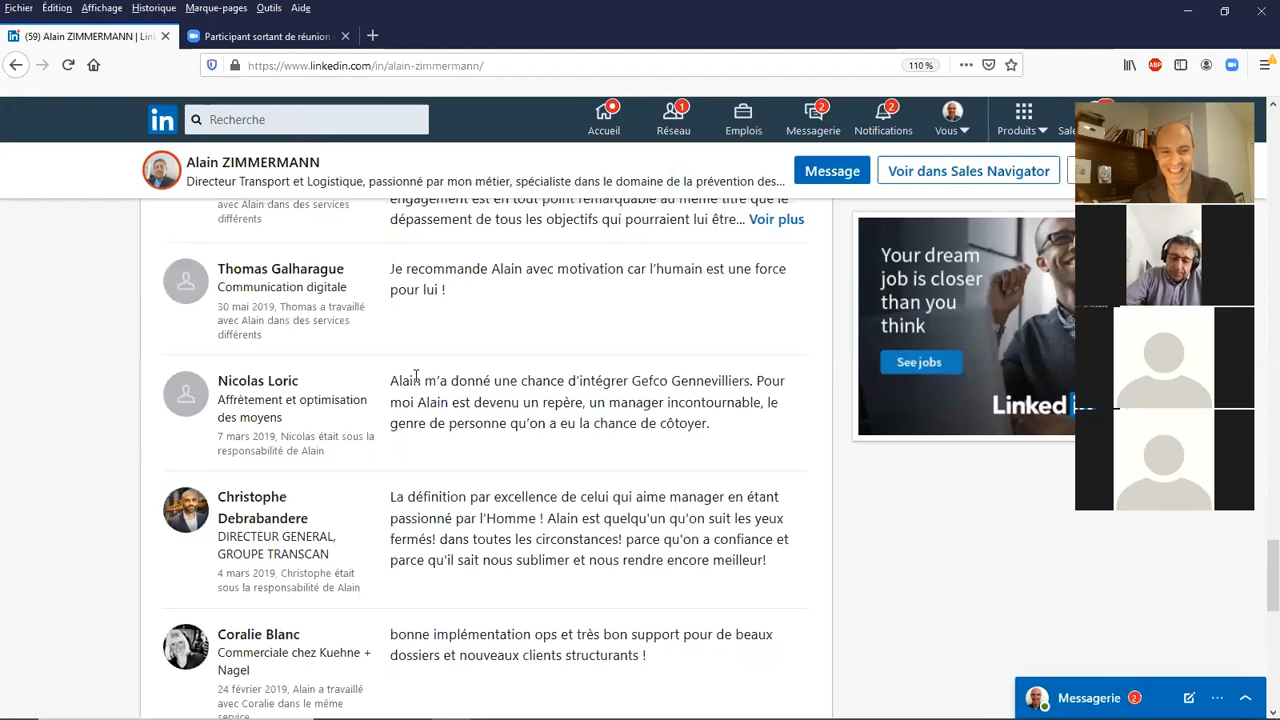 Fichier Édition Affichage Historique Marque-pages Outils Aide
(59) Alain ZIMMERMANN | Lin
Participant sortant de réunion
https://www.linkedin.com/in/alain-zimmermann/
110 %
ABP
in
Recherche
Accueil
1
Réseau
Emplois
2
Messagerie
2
Notifications
Vous
Produits
Alain ZIMMERMANN
Directeur Transport et Logistique, passionné par mon métier, spécialiste dans le domaine de la prévention des...
Message
Voir dans Sales Navigator
avec Alain dans des services
différents
engagement est en tout point remarquable au même titre que le
dépassement de tous les objectifs qui pourraient lui être... Voir plus
Thomas Galharague
Communication digitale
30 mai 2019, Thomas a travaillé
avec Alain dans des services
différents
Je recommande Alain avec motivation car l’humain est une force
pour lui !
Nicolas Loric
Affrètement et optimisation
des moyens
7 mars 2019, Nicolas était sous la
responsabilité de Alain
Alain m’a donné une chance d’intégrer Gefco Gennevilliers. Pour
moi Alain est devenu un repère, un manager incontournable, le
genre de personne qu’on a eu la chance de côtoyer.
Christophe
Debrabandere
DIRECTEUR GENERAL,
GROUPE TRANSCAN
4 mars 2019, Christophe était
sous la responsabilité de Alain
La définition par excellence de celui qui aime manager en étant
passionné par l'Homme ! Alain est quelqu'un qu'on suit les yeux
fermés! dans toutes les circonstances! parce qu'on a confiance et
parce qu'il sait nous sublimer et nous rendre encore meilleur!
Coralie Blanc
Commerciale chez Kuehne +
Nagel
24 février 2019, Alain a travaillé
avec Coralie dans le même
service
bonne implémentation ops et très bon support pour de beaux
dossiers et nouveaux clients structurants !
Your dream
job is closer
than you
think
See jobs
Linked
Messagerie 2